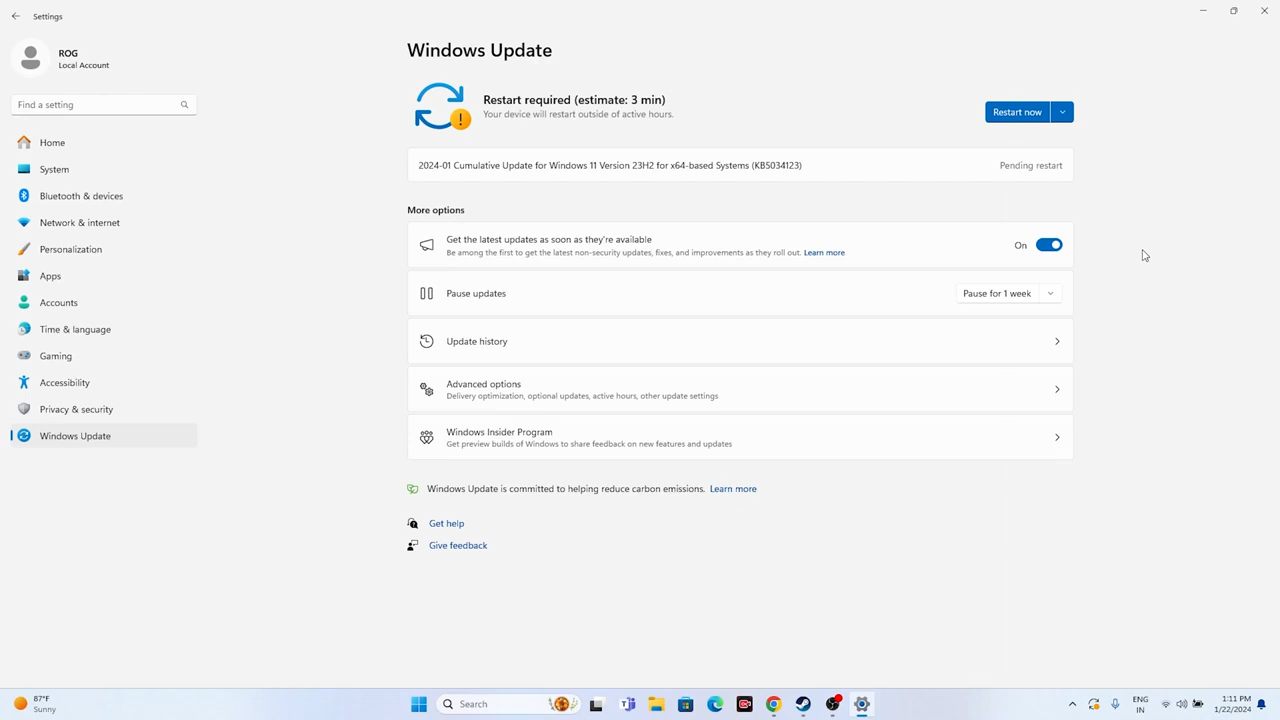 Settings
ROG
Local Account
Find a setting
Home
System
Bluetooth & devices
Network & internet
Personalization
Apps
Accounts
Time & language
Gaming
Accessibility
Privacy & security
Windows Update
Windows Update
Restart required (estimate: 3 min)
Your device will restart outside of active hours.
Restart now
2024-01 Cumulative Update for Windows 11 Version 23H2 for x64-based Systems (KB5034123)
Pending restart
More options
Get the latest updates as soon as they're available
Be among the first to get the latest non-security updates, fixes, and improvements as they roll out. Learn more
On
Pause updates
Pause for 1 week
Update history
Advanced options
Delivery optimization, optional updates, active hours, other update settings
Windows Insider Program
Get preview builds of Windows to share feedback on new features and updates
Windows Update is committed to helping reduce carbon emissions. Learn more
Get help
Give feedback
87°F
Sunny
Search
ENG
IN
1:11 PM
1/22/2024